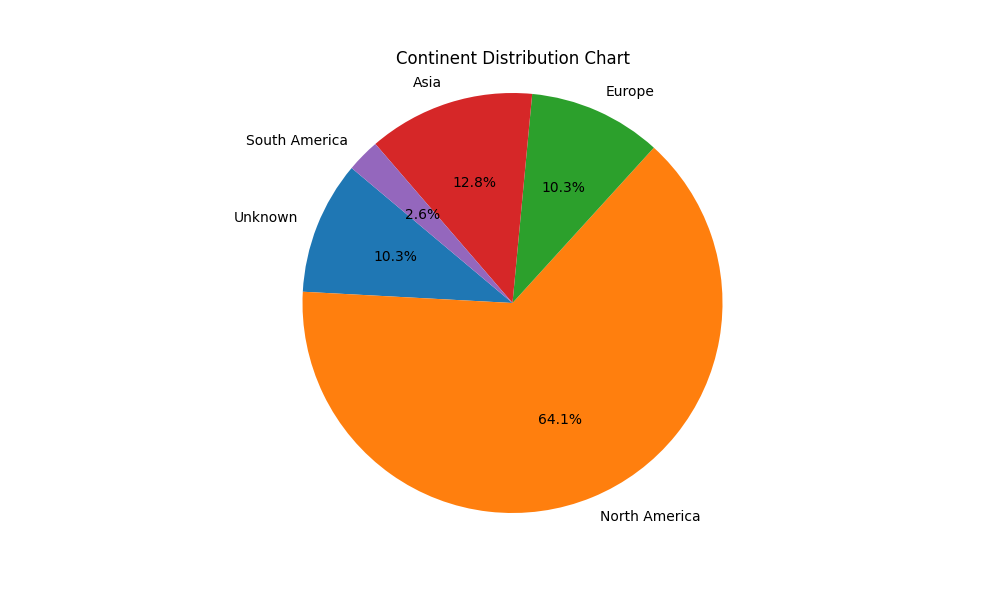 Continent Distribution Chart
Asia
Europe
South America
12.8%
10.3%
2.6%
Unknown
10.3%
64.1%
North America